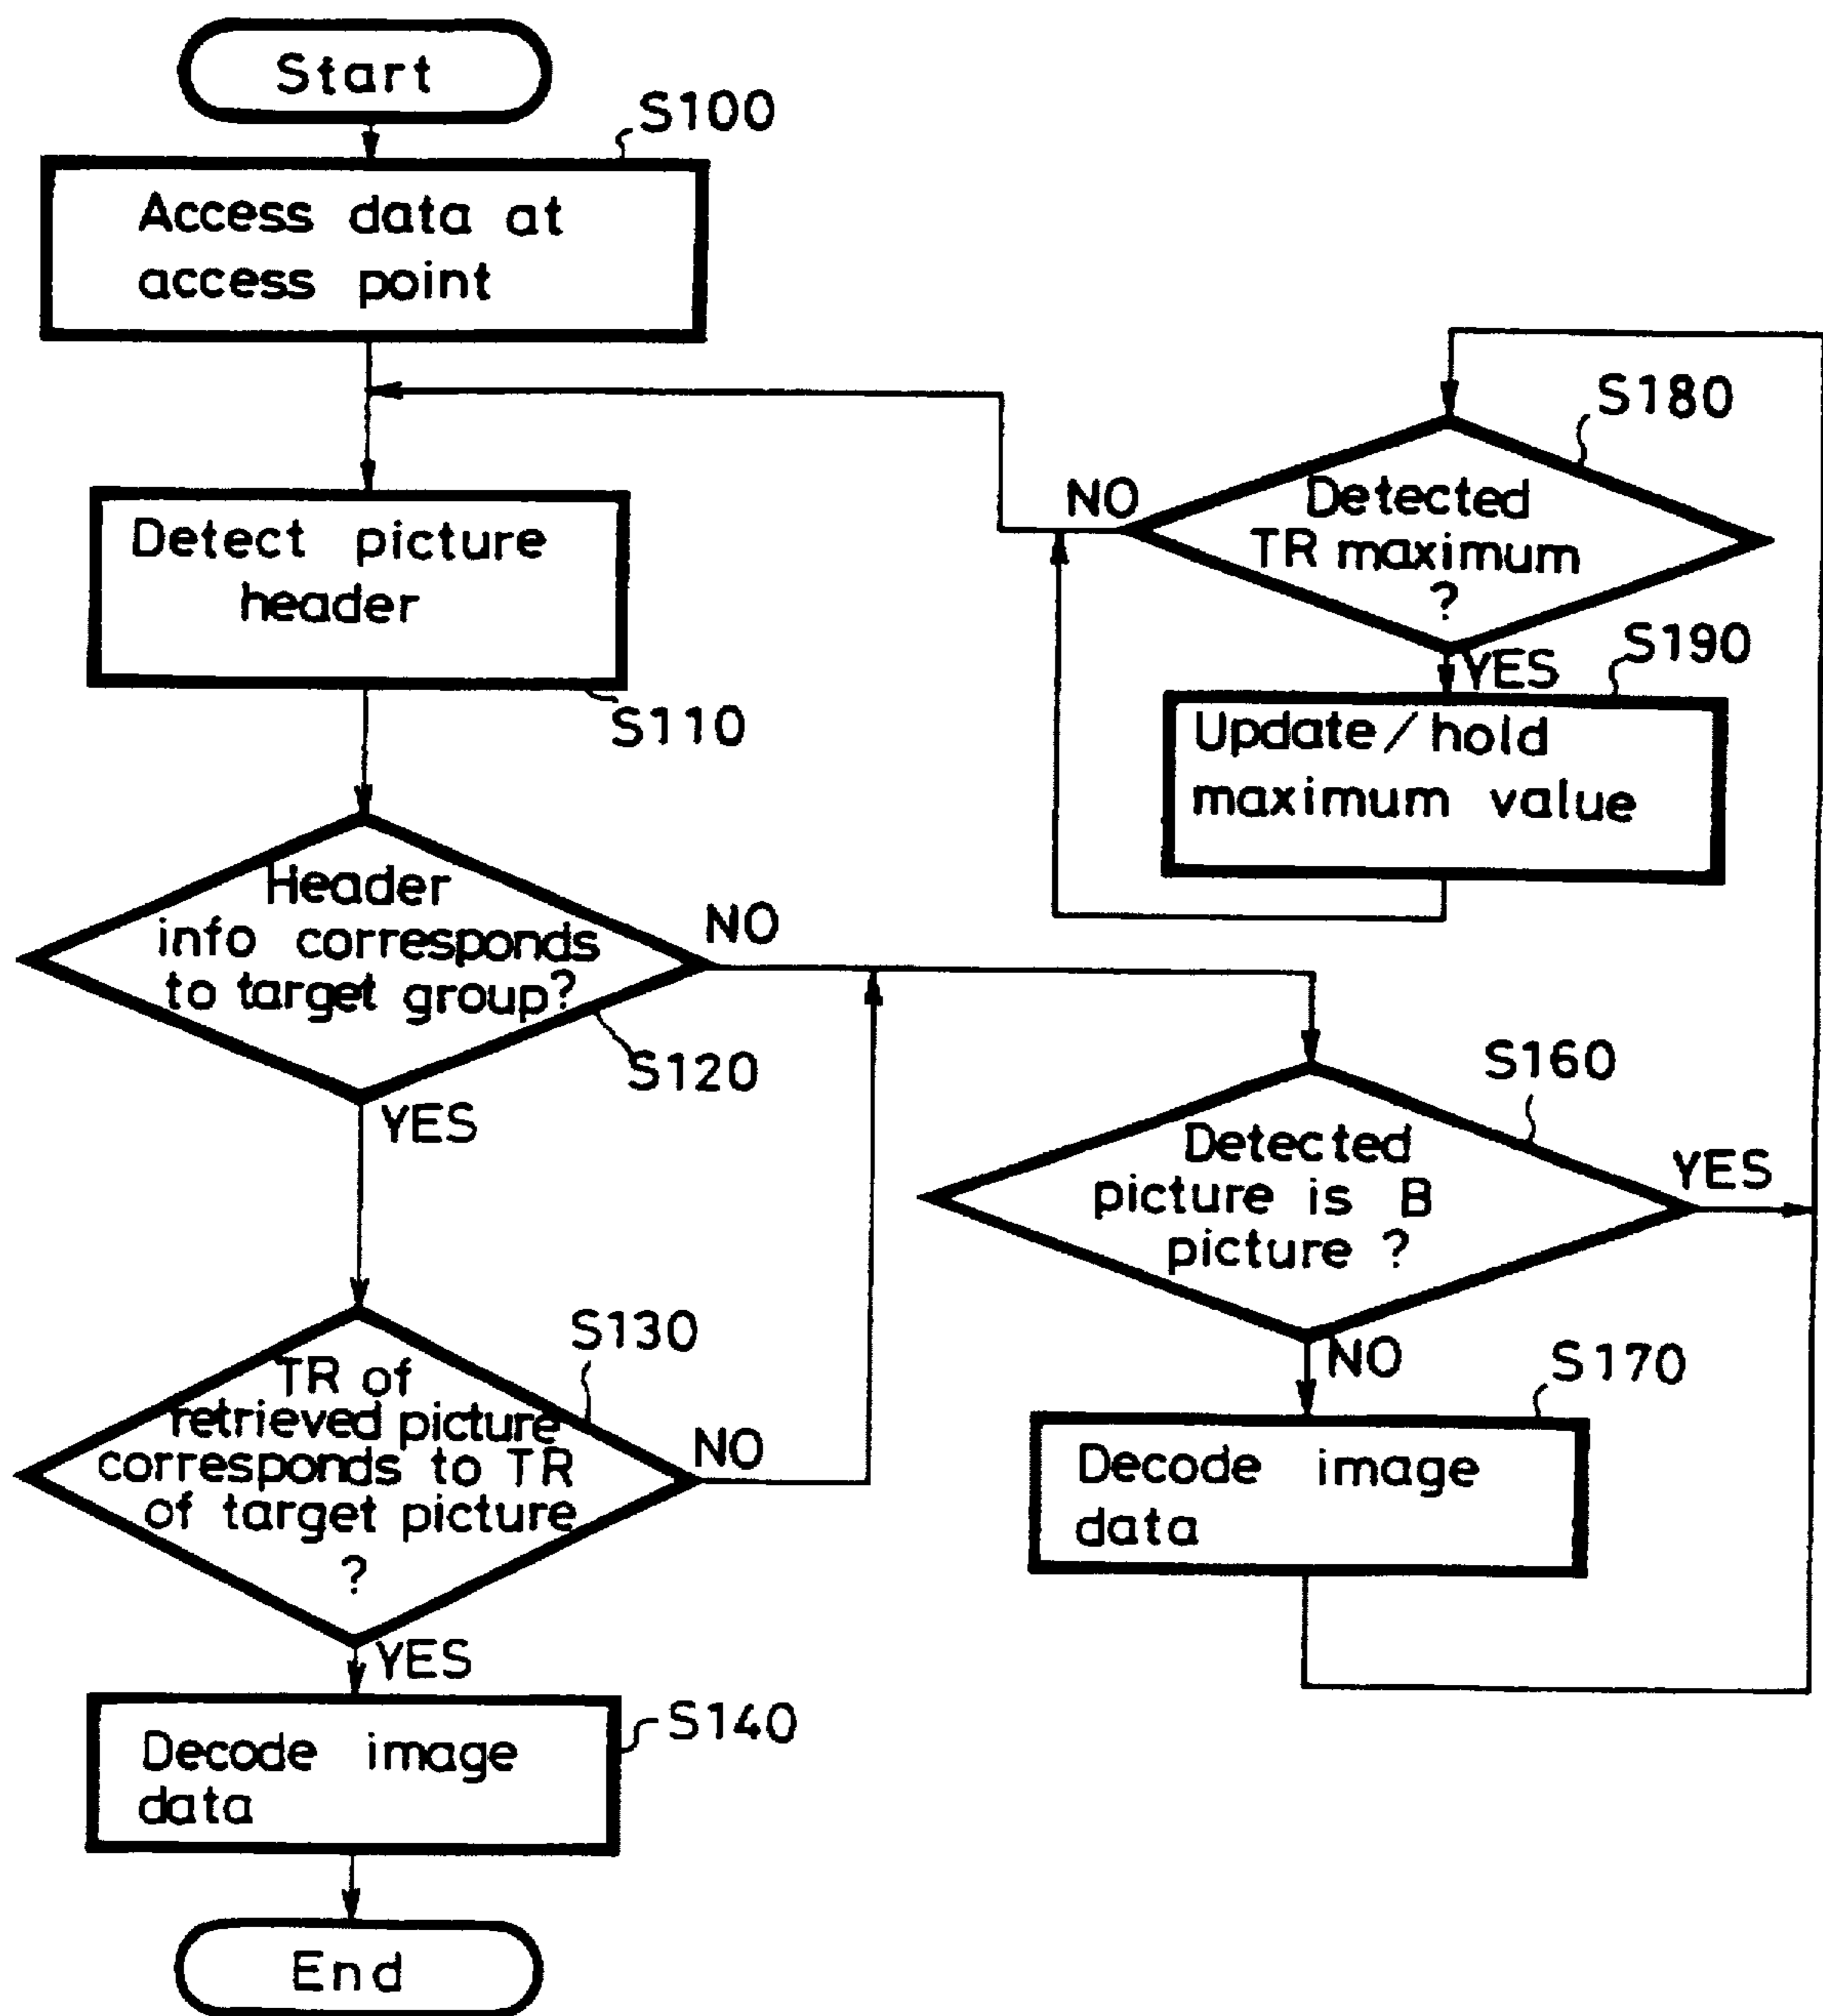 Start
S100
Access data at
access point
Detect picture
header
S110
Header
info corresponds
to target group?
NO
S120
YES
TR of
retrieved picture
corresponds to TR
of target picture
?
S130
NO
YES
Decode image
data
S140
End
S180
Detected
TR maximum
?
NO
YES
S190
Update/hold
maximum value
S160
Detected
picture is B
picture ?
YES
NO
S170
Decode image
data